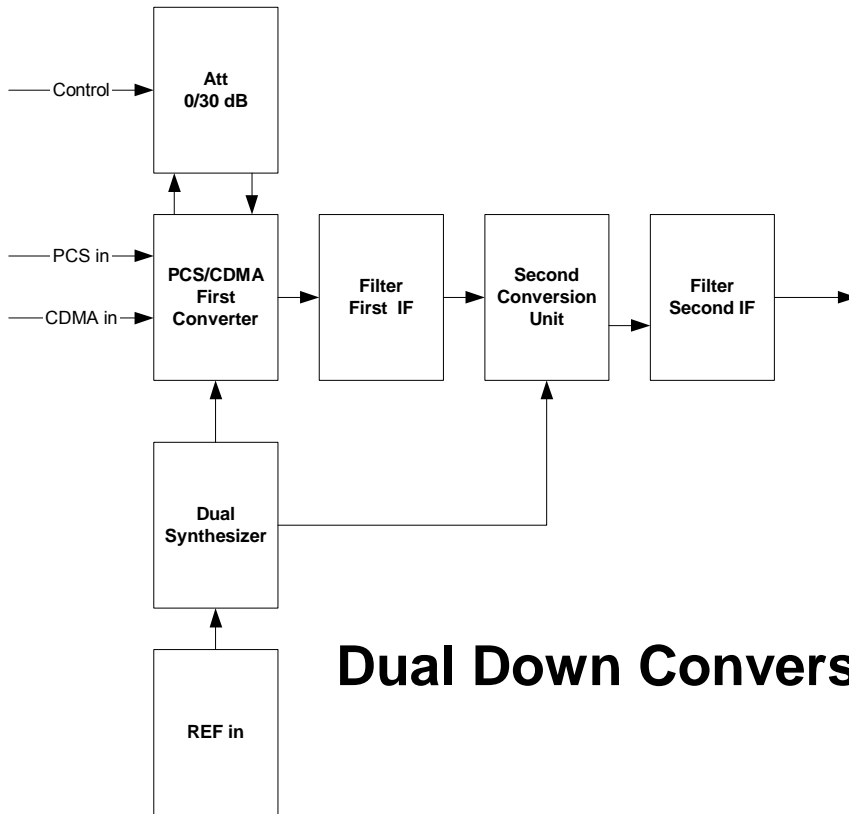 Att
0/30 dB
Control
PCS in
CDMA in
PCS/CDMA
First
Converter
Filter
First IF
Second
Conversion
Unit
Filter
Second IF
Dual
Synthesizer
REF in
Dual Down Convers